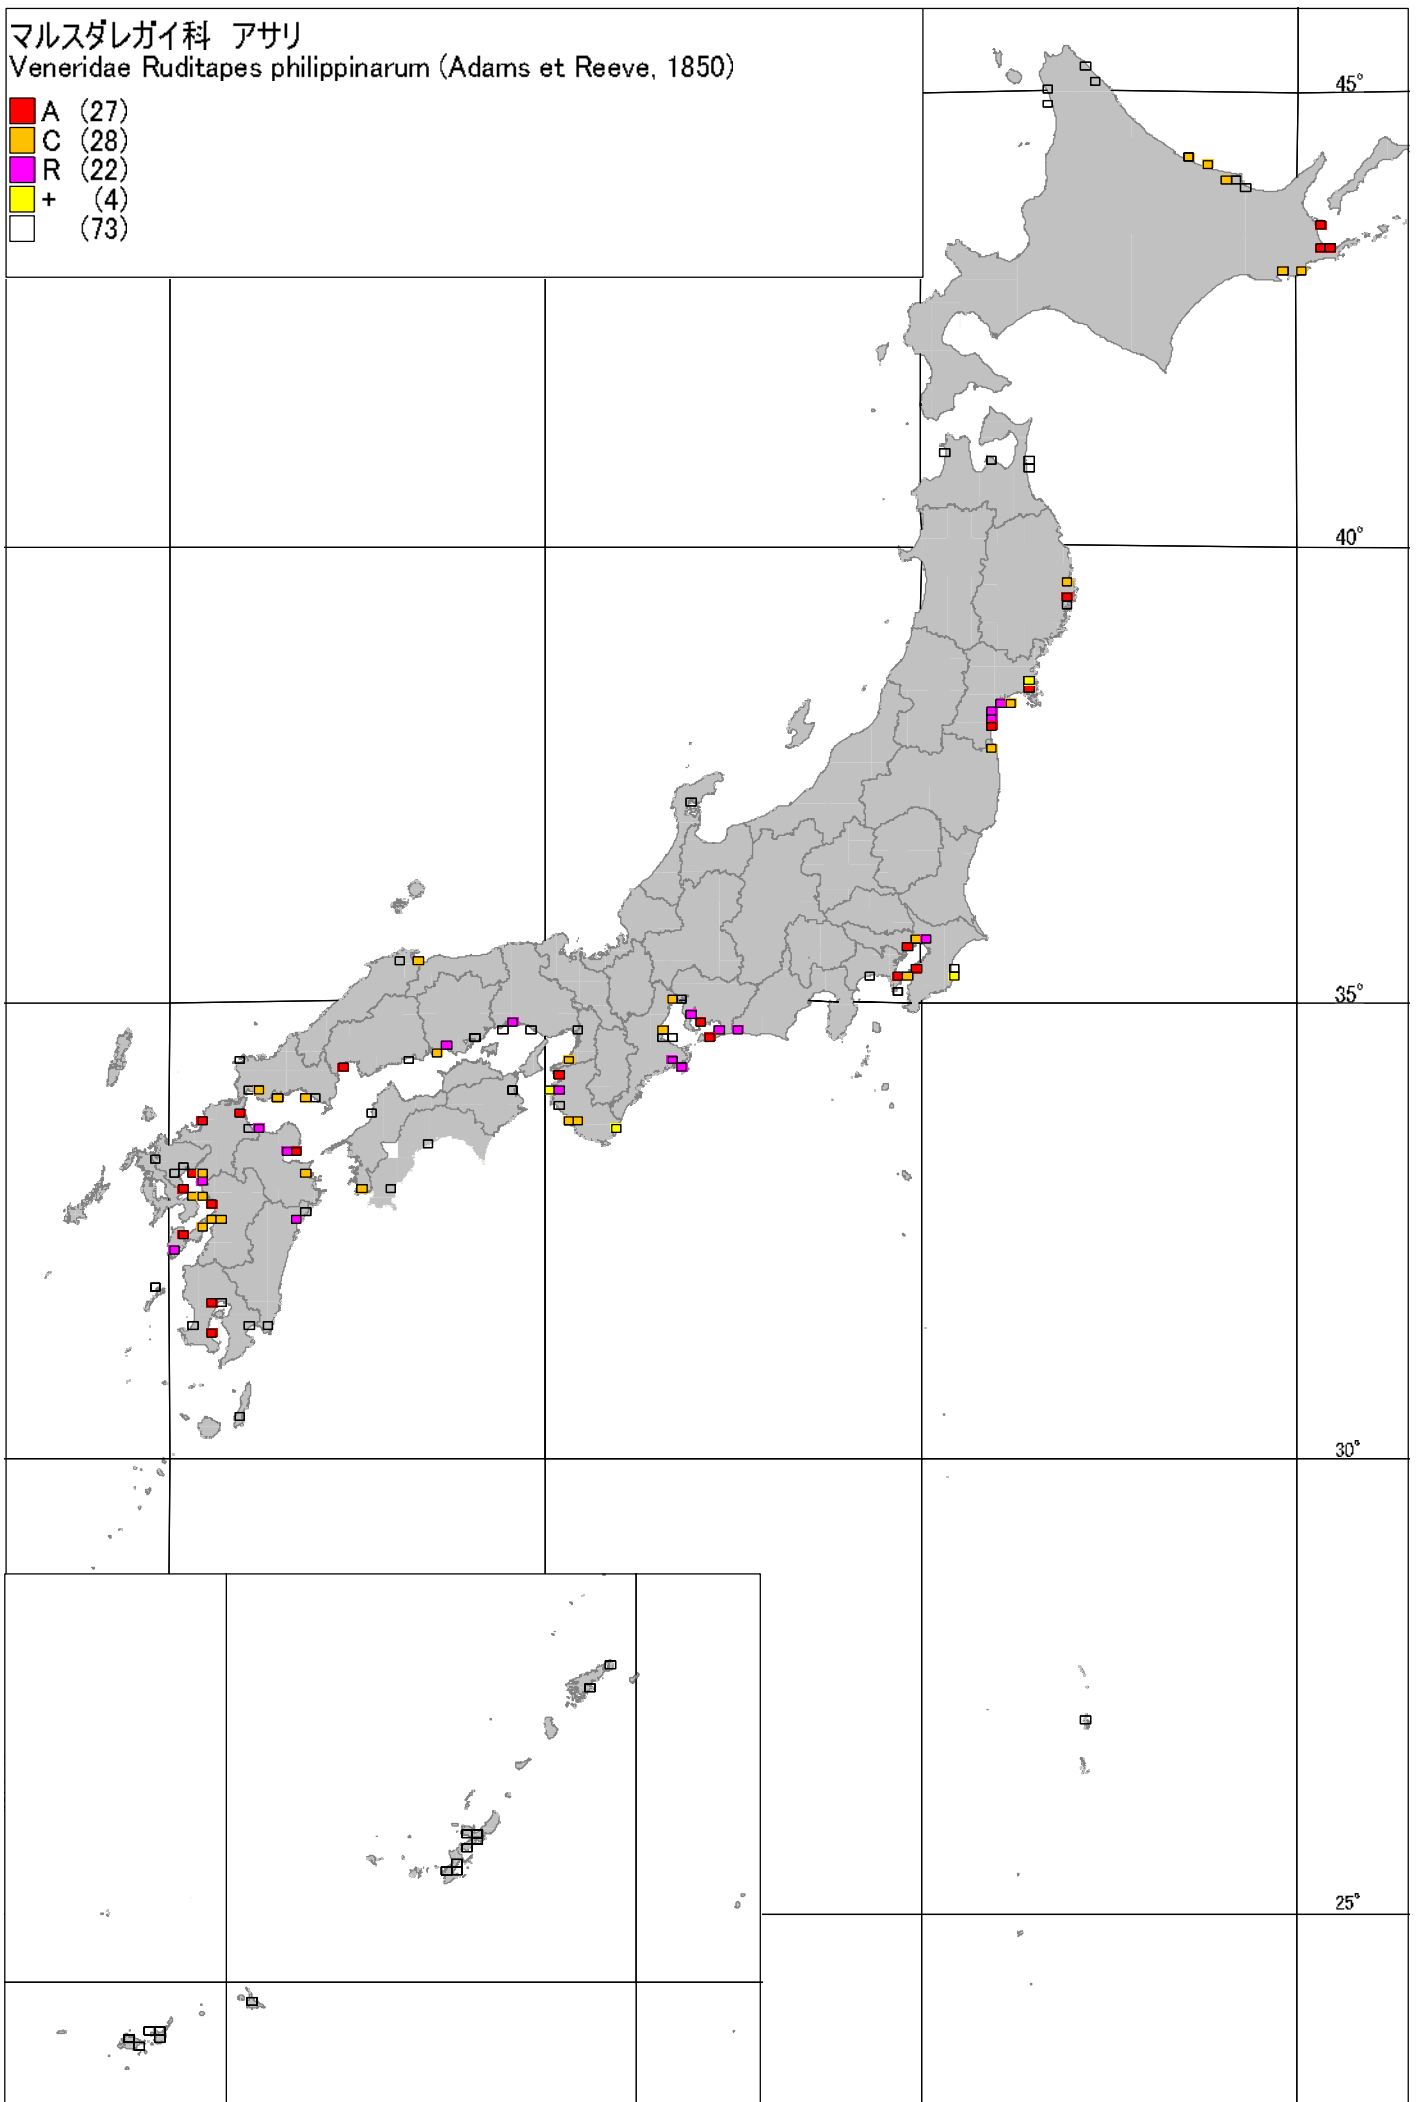 マルスダレガイ科　アサリ
Veneridae Ruditapes philippinarum (Adams et Reeve, 1850)
A (27)
C (28)
R (22)
+ (4)
(73)
45°
40°
35°
30°
25°